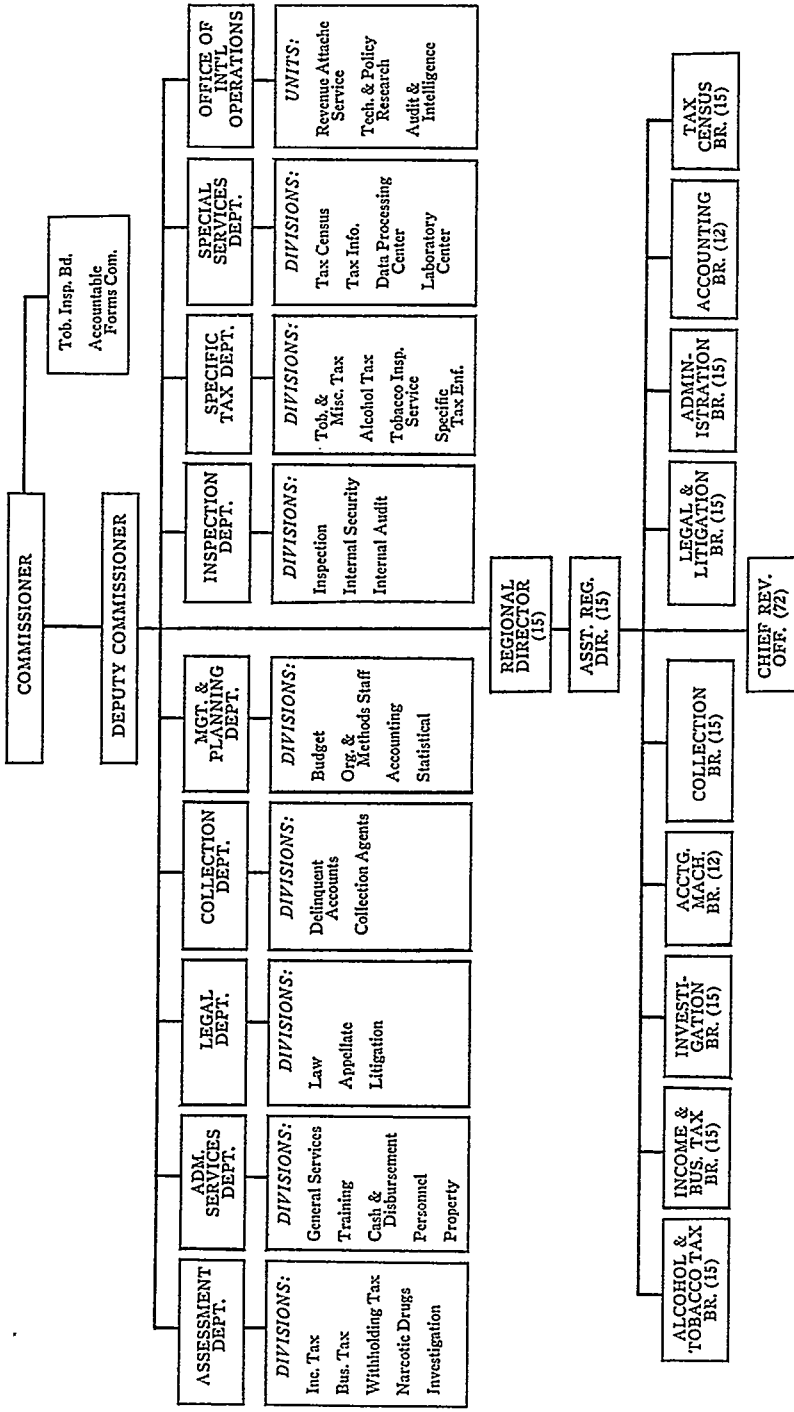 COMMISSIONER
Tob. Insp. Bd.
Accountable
Forms Com.
DEPUTY COMMISSIONER
ASSESSMENT
DEPT.
DIVISIONS:
Inc. Tax
Bus. Tax
Withholding Tax
Narcotic Drugs
Investigation
ADM.
SERVICES
DEPT.
DIVISIONS:
General Services
Training
Cash &
Disbursement
Personnel
Property
LEGAL
DEPT.
DIVISIONS:
Law
Appellate
Litigation
COLLECTION
DEPT.
DIVISIONS:
Delinquent
Accounts
Collection Agents
MGT. &
PLANNING
DEPT.
DIVISIONS:
Budget
Org. &
Methods Staff
Accounting
Statistical
INSPECTION
DEPT.
DIVISIONS:
Inspection
Internal Security
Internal Audit
SPECIFIC
TAX DEPT.
DIVISIONS:
Tob. &
Misc. Tax
Alcohol Tax
Tobacco Insp.
Service
Specific
Tax Enf.
SPECIAL
SERVICES
DEPT.
DIVISIONS:
Tax Census
Tax Info.
Data Processing
Center
Laboratory
Center
OFFICE OF
INT'L
OPERATIONS
UNITS:
Revenue Attache
Service
Tech. & Policy
Research
Audit &
Intelligence
REGIONAL
DIRECTOR
(15)
ASST. REG.
DIR. (15)
ALCOHOL &
TOBACCO TAX
BR. (15)
INCOME &
BUS. TAX
BR. (15)
INVESTI-
GATION
BR. (15)
ACCTG.
MACH.
BR. (12)
COLLECTION
BR. (15)
LEGAL &
LITIGATION
BR. (15)
ADMIN-
ISTRATION
BR. (15)
ACCOUNTING
BR. (12)
TAX
CENSUS
BR. (15)
CHIEF REV.
OFF. (72)